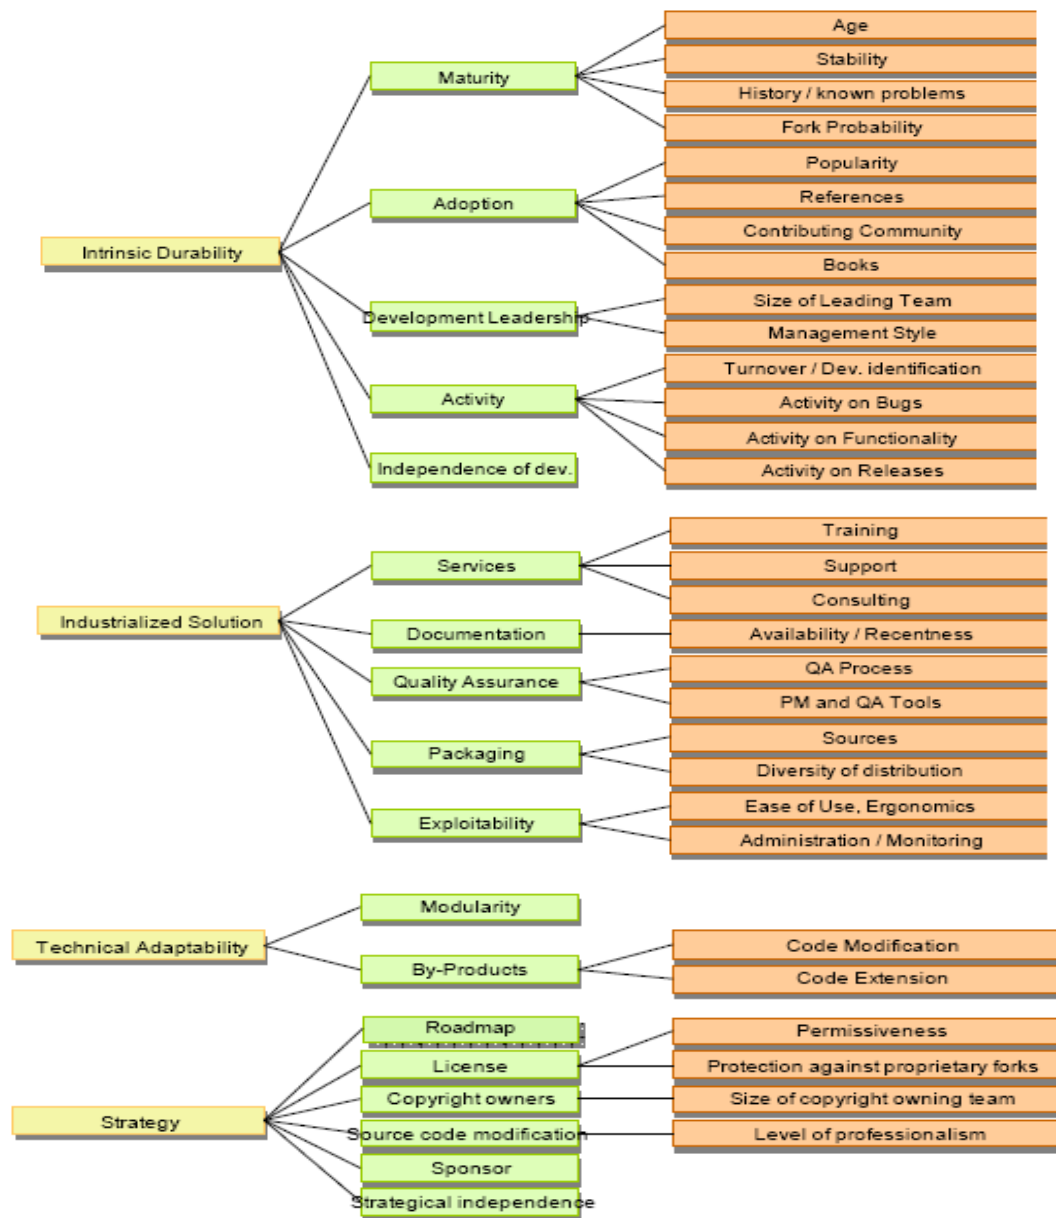 Age
Stability
Maturity
History / known problems
Fork Probability
Popularity
References
Adoption
Contributing Community
Intrinsic Durability
Books
Size of Leading Team
Development Leadership
Management Style
Turnover / Dev. identification
Activity
Activity on Bugs
Activity on Functionality
Independence of dev.
Activity on Releases
Training
Services
Support
Consulting
Industrialized Solution
Documentation
Availability / Recentness
QA Process
Quality Assurance
PM and QA Tools
Sources
Packaging
Diversity of distribution
Ease of Use, Ergonomics
Exploitability
Administration / Monitoring
Modularity
Technical Adaptability
Code Modification
By-Products
Code Extension
Roadmap
Permissiveness
License
Protection against proprietary forks
Copyright owners
Size of copyright owning team
Strategy
Source code modification
Level of professionalism
Sponsor
Strategical independence